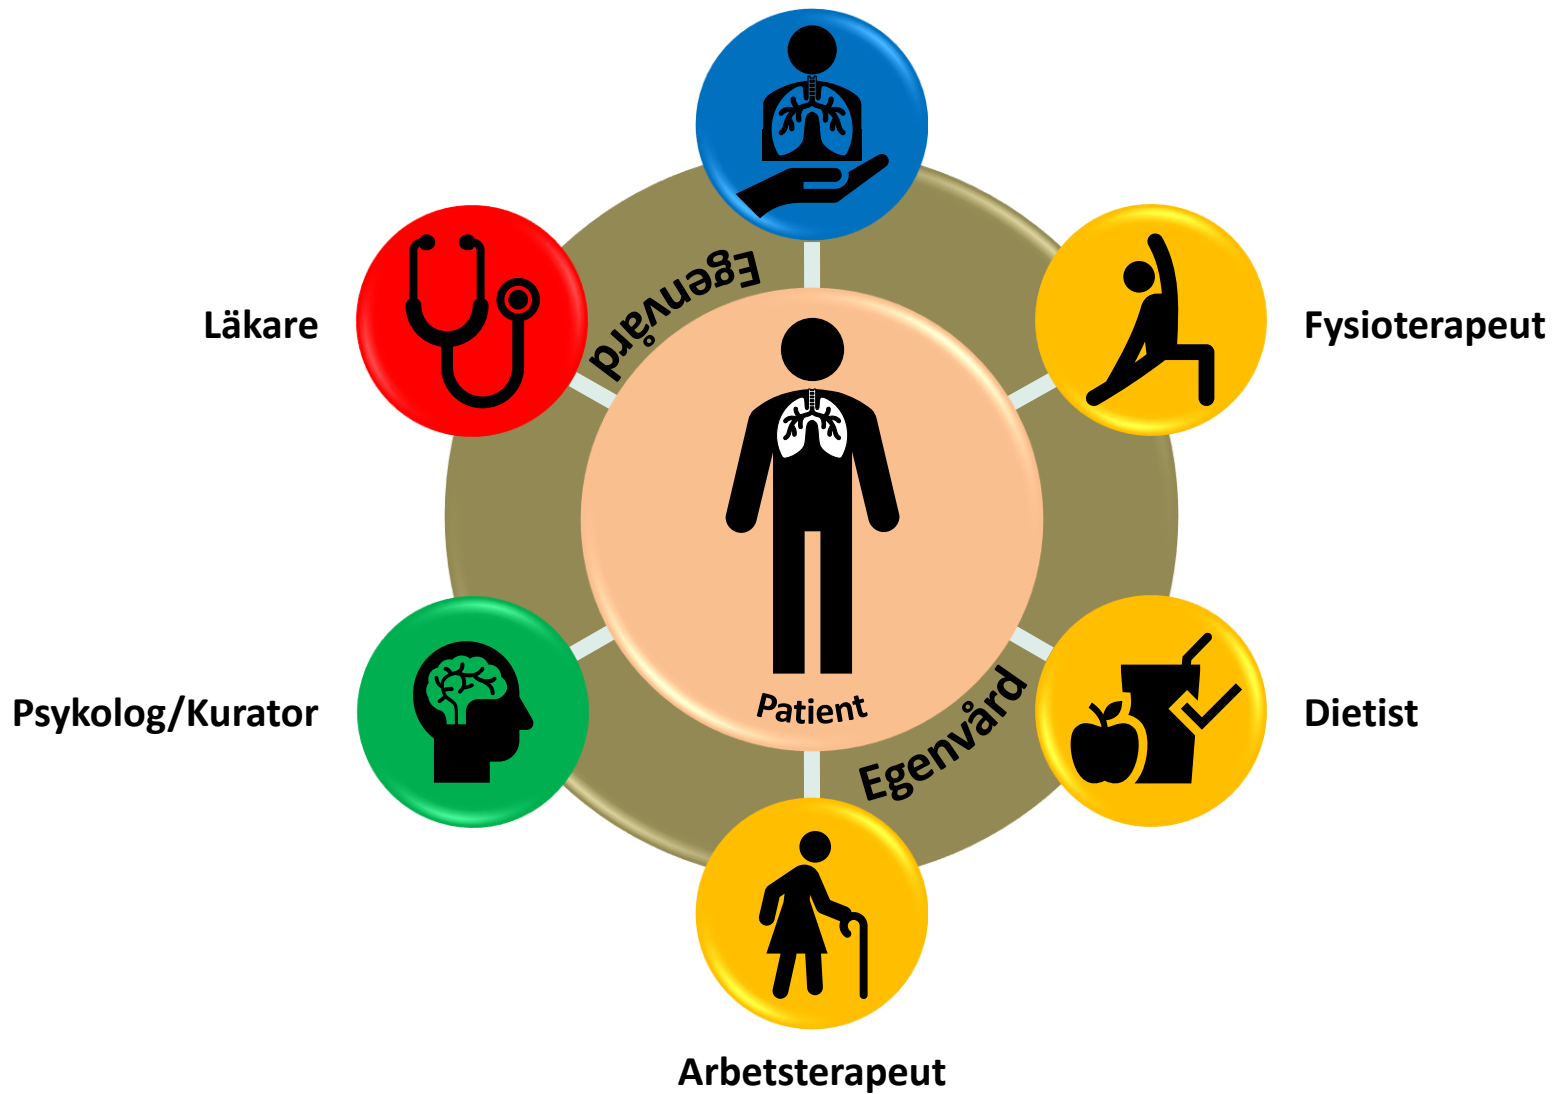 Egenvård
Läkare
Fysioterapeut
Patient
Egenvård
Psykolog/Kurator
Dietist
Arbetsterapeut